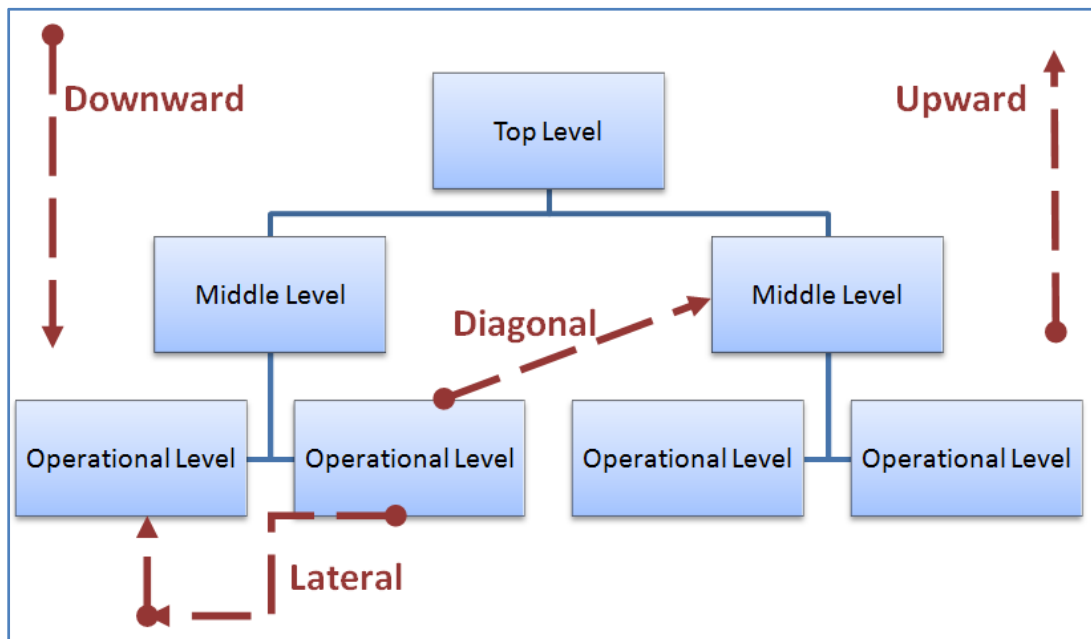 Downward
Upward
Top Level
Middle Level
Middle Level
Diagonal
Operational Level
Operational Level
Operational Level
Operational Level
Lateral